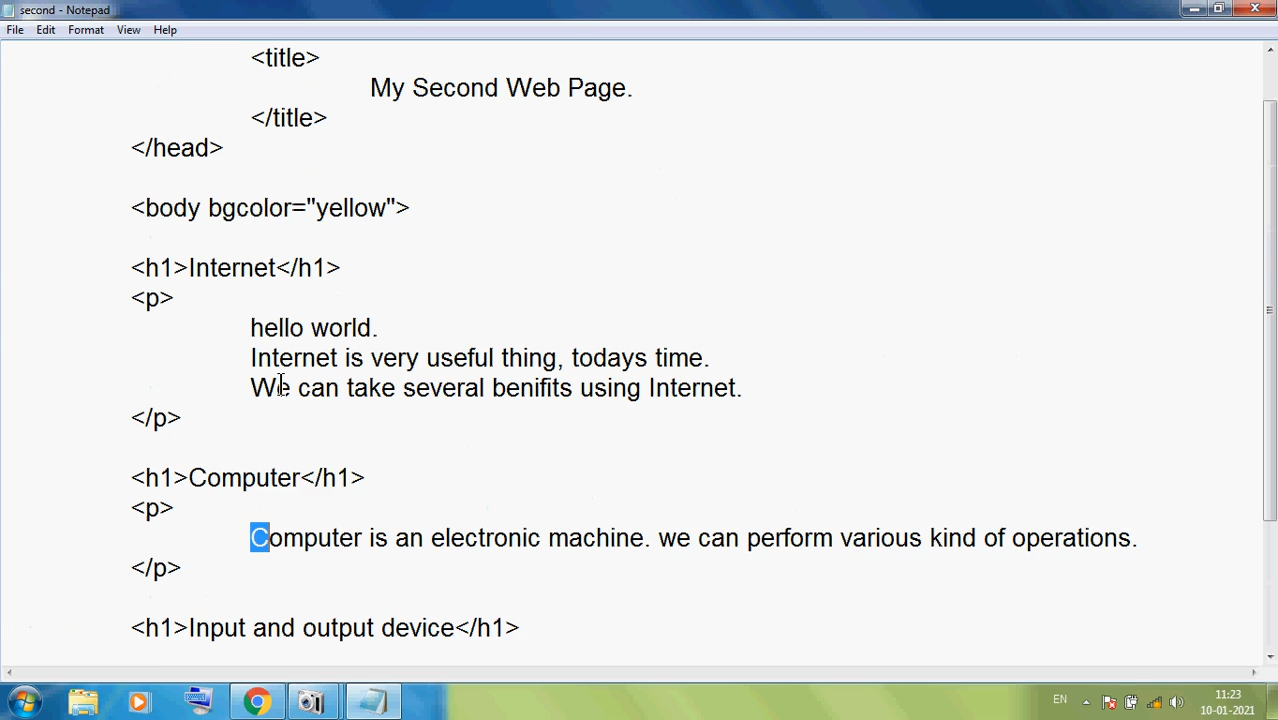 second - Notepad
File Edit Format View Help
<title>
My Second Web Page.
</title>
</head>
<body bgcolor="yellow">
<h1>Internet</h1>
<p>
hello world.
Internet is very useful thing, todays time.
We can take several benifits using Internet.
</p>
<h1>Computer</h1>
<p>
Computer is an electronic machine. we can perform various kind of operations.
</p>
<h1>Input and output device</h1>
EN
11:23
10-01-2021